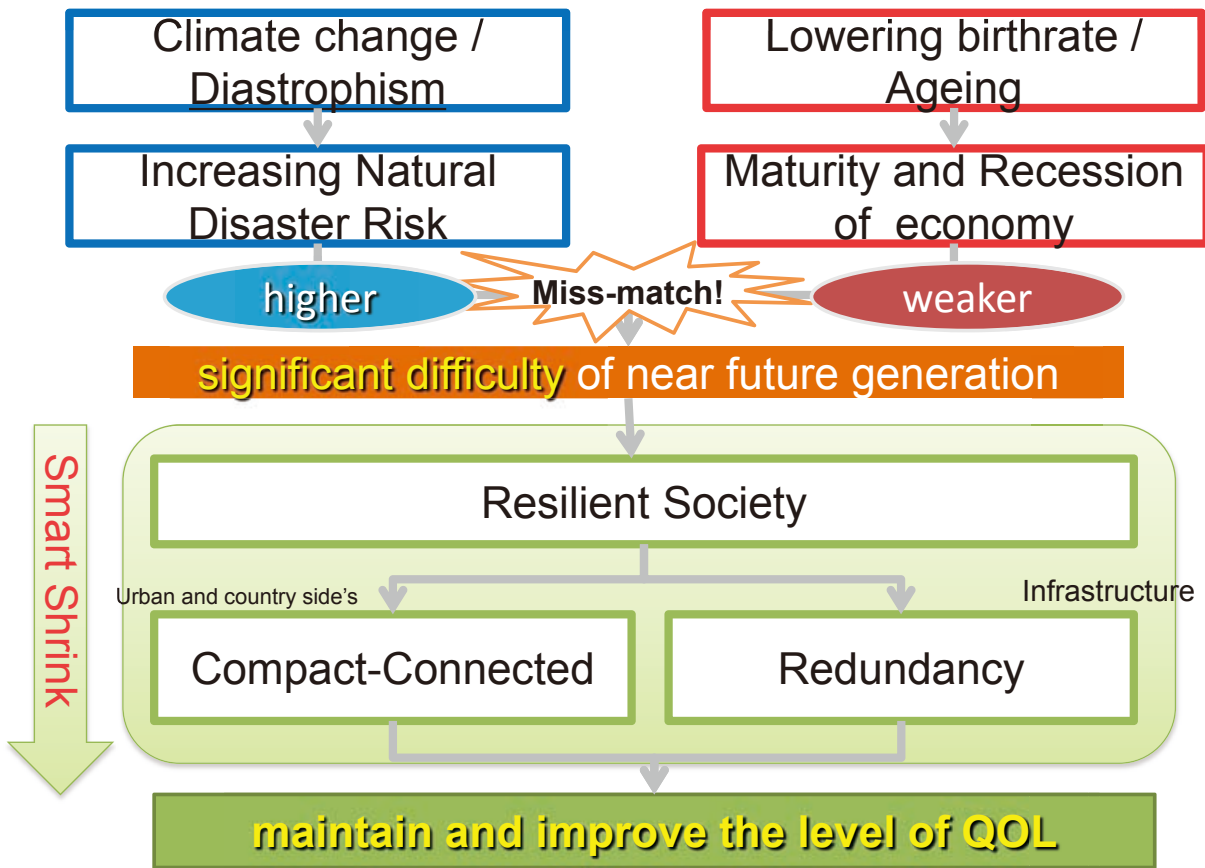 Climate change /
Diastrophism
Lowering birthrate /
Ageing
Increasing Natural
Disaster Risk
Maturity and Recession
of economy
higher
Miss-match!
weaker
significant difficulty of near future generation
Smart Shrink
Resilient Society
Urban and country side's
Infrastructure
Compact-Connected
Redundancy
maintain and improve the level of QOL